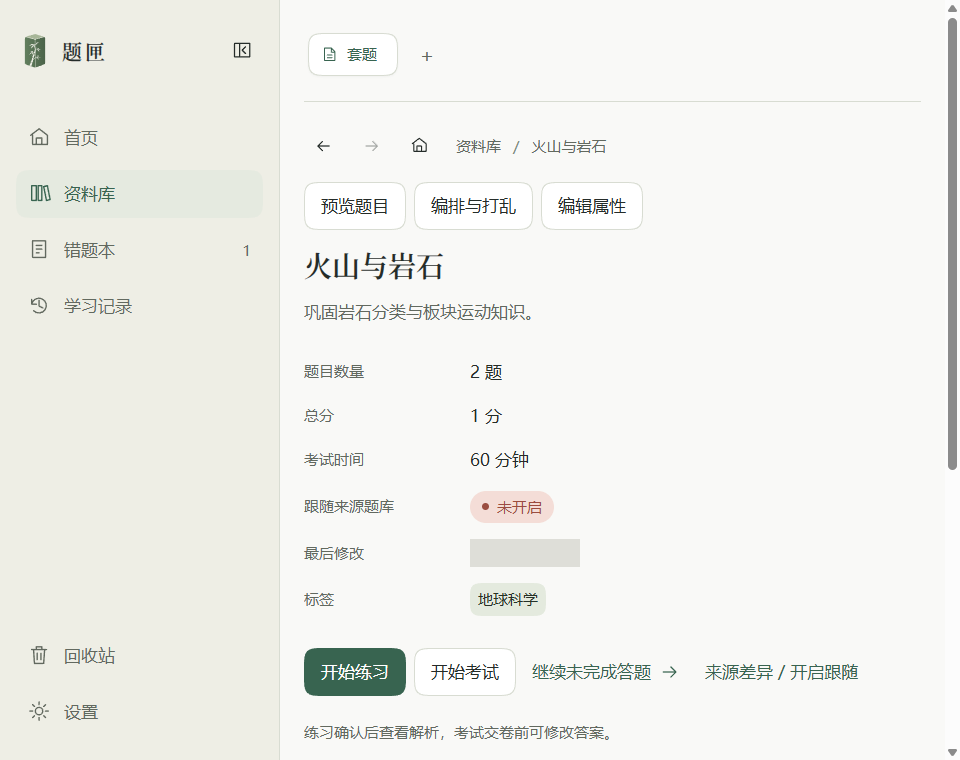 题匣
首页
资料库
错题本 1
学习记录
回收站
设置
套题 +
资料库 / 火山与岩石
预览题目 编排与打乱 编辑属性
火山与岩石
巩固岩石分类与板块运动知识。
题目数量 2 题
总分 1 分
考试时间 60 分钟
跟随来源题库 未开启
最后修改
标签 地球科学
开始练习 开始考试 继续未完成答题 → 来源差异 / 开启跟随
练习确认后查看解析，考试交卷前可修改答案。